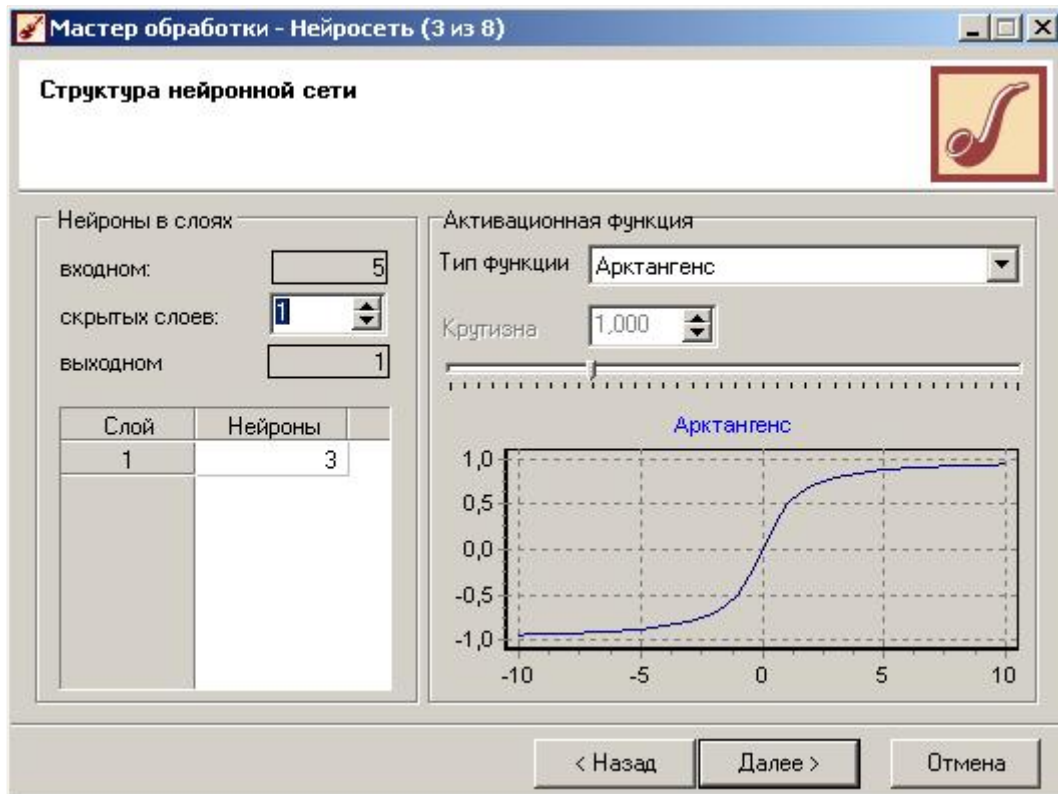 Мастер обработки - Нейросеть (3 из 8)
Структура нейронной сети
Нейроны в слоях
входном: 5
скрытых слоев: 1
выходном 1
Слой Нейроны
1 3
Активационная функция
Тип функции Арктангенс
Крутизна 1,000
Арктангенс
1,0
0,5
0,0
-0,5
-1,0
-10 -5 0 5 10
< Назад Далее > Отмена